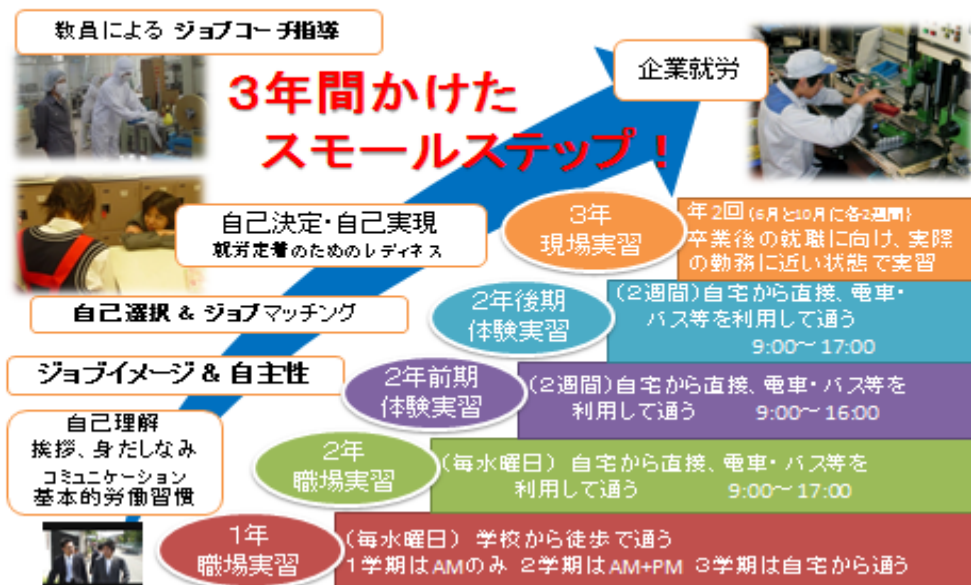 教員による ジョブコーチ指導
3年間かけた
スモールステップ！
企業就労
自己決定・自己実現
就労定着のためのレディネス
3年
現場実習
年2回(6月と10月に各2週間)
卒業後の就職に向け、実際
の勤務に近い状態で実習
自己選択 & ジョブマッチング
2年後期
体験実習
(2週間)自宅から直接、電車・
バス等を利用して通う
9:00～17:00
ジョブイメージ & 自主性
2年前期
体験実習
(2週間)自宅から直接、電車・バス等を
利用して通う 9:00～16:00
自己理解
挨拶、身だしなみ
コミュニケーション
基本的労働習慣
2年
職場実習
(毎水曜日) 自宅から直接、電車・バス等を
利用して通う 9:00～17:00
1年
職場実習
(毎水曜日) 学校から徒歩で通う
1学期はAMのみ 2学期はAM+PM 3学期は自宅から通う